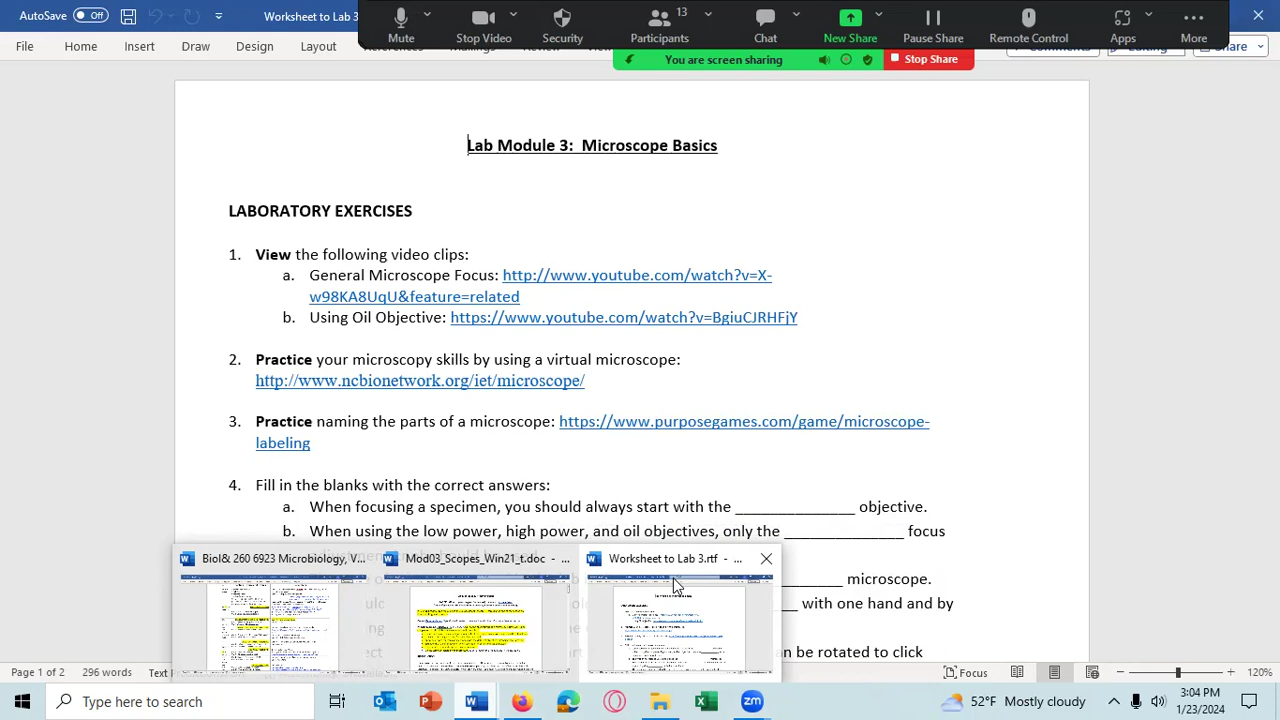 AutoSave Off Worksheet to Lab 3
13
Mute Stop Video Security Participants Chat New Share Pause Share Remote Control Apps More
File Home Insert Draw Design Layout Share
You are screen sharing Stop Share
Lab Module 3: Microscope Basics
LABORATORY EXERCISES
1. View the following video clips:
a. General Microscope Focus: http://www.youtube.com/watch?v=X-
w98KA8UqU&feature=related
b. Using Oil Objective: https://www.youtube.com/watch?v=BgiuCJRHFjY
2. Practice your microscopy skills by using a virtual microscope:
http://www.ncbionetwork.org/iet/microscope/
3. Practice naming the parts of a microscope: https://www.purposegames.com/game/microscope-
labeling
4. Fill in the blanks with the correct answers:
a. When focusing a specimen, you should always start with the ______________ objective.
b. When using the low power, high power, and oil objectives, only the ______________ focus
Biol& 260 6923 Microbiology, V... Mod03_Scopes_Win21_t.doc - ... Worksheet to Lab 3.rtf - ...
microscope.
with one hand and by
can be rotated to click
Page 1 of 2 296 words Focus 120%
Type here to search 52°F Mostly cloudy 3:04 PM
1/23/2024